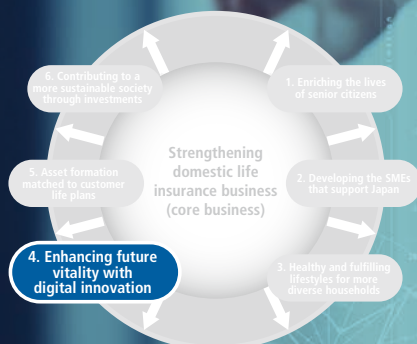 6. Contributing to a
more sustainable society
through investments
1. Enriching the lives
of senior citizens
5. Asset formation
matched to customer
life plans
Strengthening
domestic life
insurance business
(core business)
2. Developing the SMEs
that support Japan
4. Enhancing future
vitality with
digital innovation
3. Healthy and fulfilling
lifestyles for more
diverse households